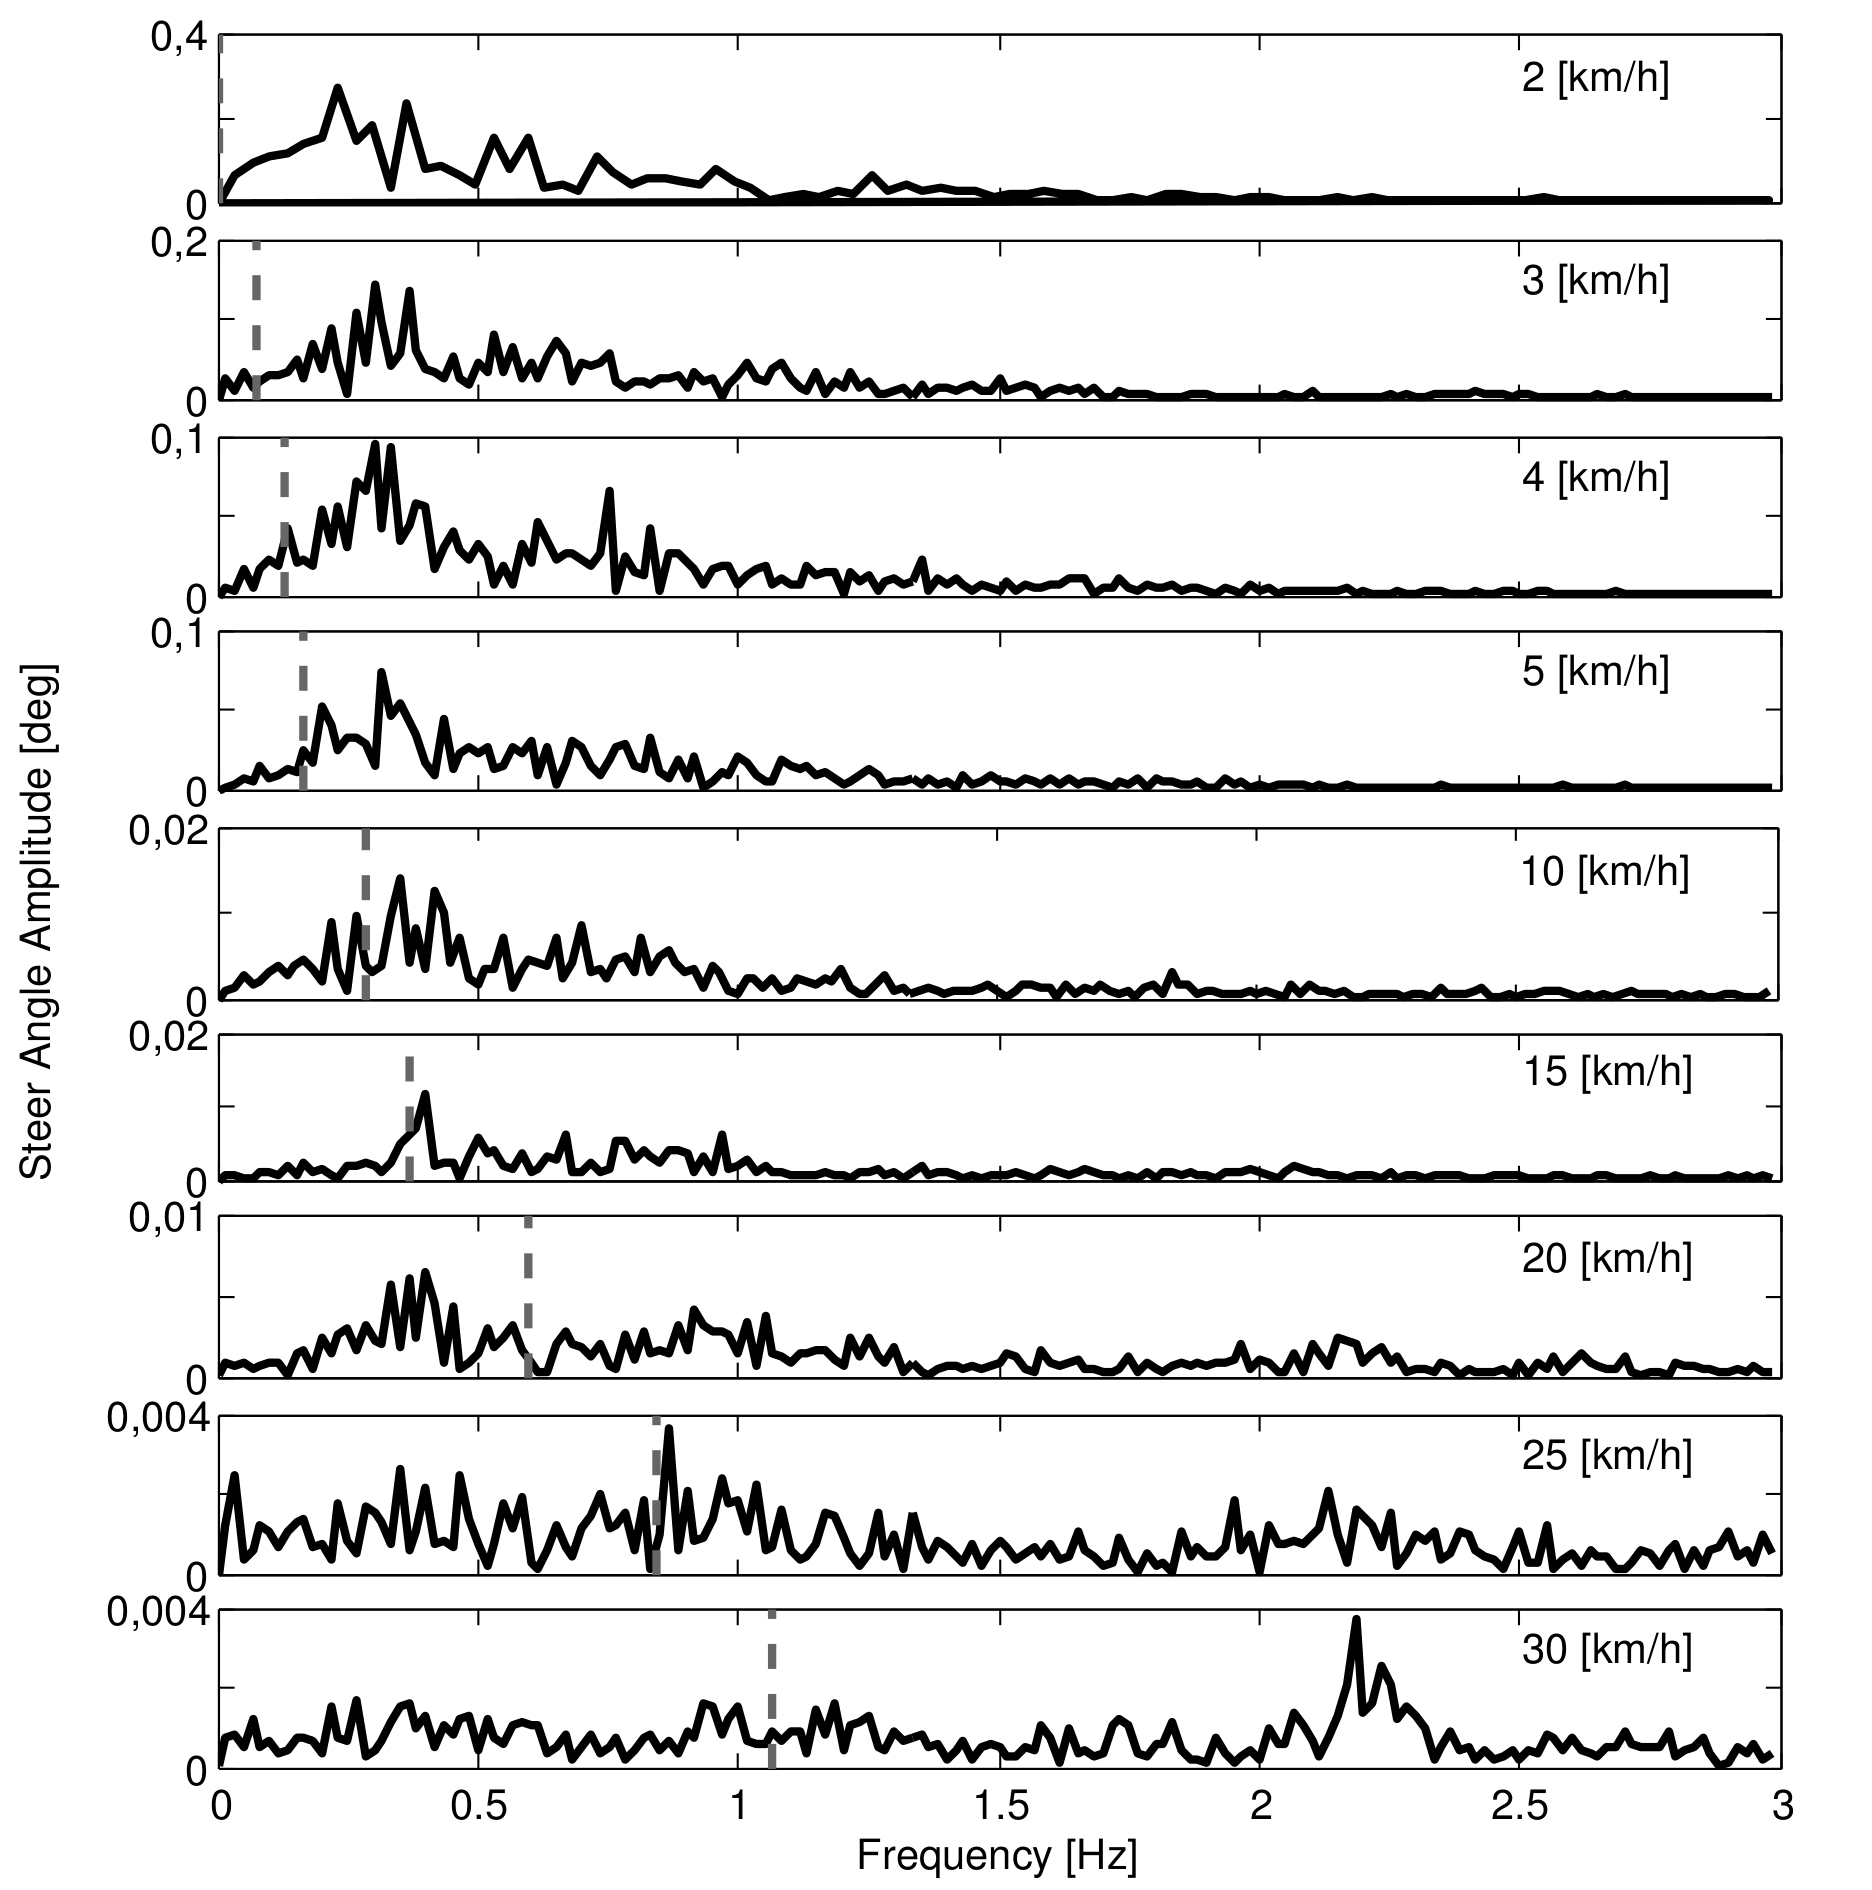 0,4
2 [km/h]
0
0,2
3 [km/h]
0
0,1
4 [km/h]
0
0,1
5 [km/h]
0
0,02
10 [km/h]
0
0,02
15 [km/h]
0
0,01
20 [km/h]
0
0,004
25 [km/h]
0
0,004
30 [km/h]
0
Steer Angle Amplitude [deg]
0 0.5 1 1.5 2 2.5 3
Frequency [Hz]